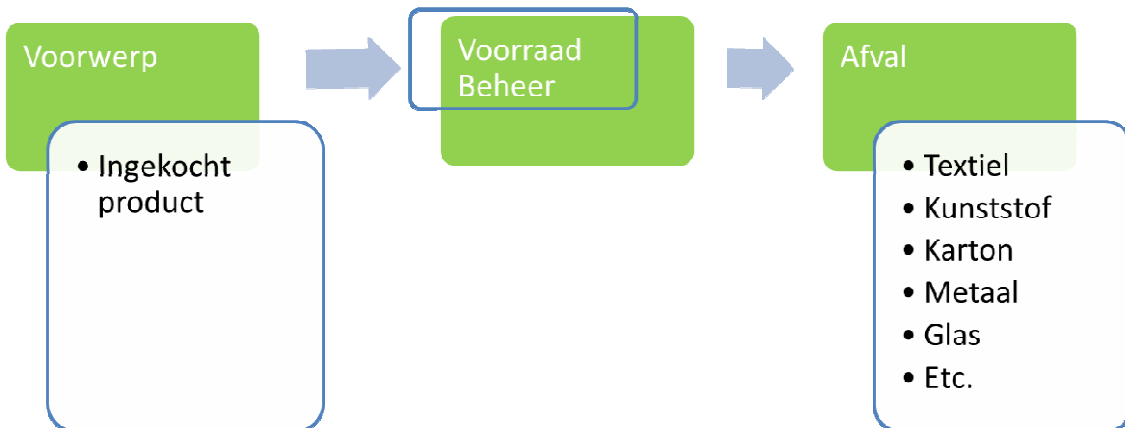 Voorwerp
• Ingekocht
product
Voorraad
Beheer
Afval
• Textiel
• Kunststof
• Karton
• Metaal
• Glas
• Etc.